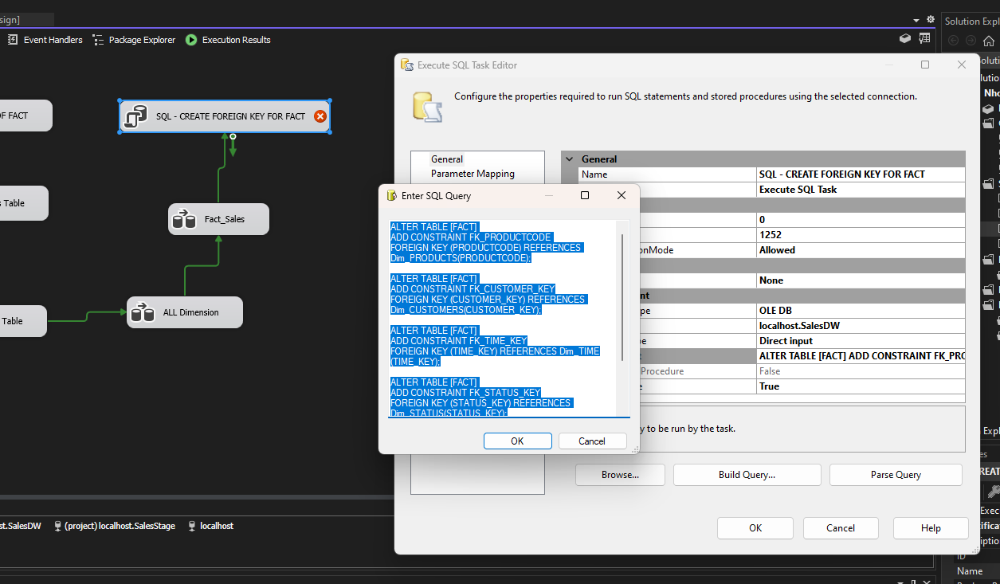 sign]
Solution Expl
Event Handlers
Package Explorer
Execution Results
Execute SQL Task Editor
Configure the properties required to run SQL statements and stored procedures using the selected connection.
OF FACT
SQL - CREATE FOREIGN KEY FOR FACT
General
Parameter Mapping
General
Name
SQL - CREATE FOREIGN KEY FOR FACT
Execute SQL Task
s Table
Fact_Sales
Enter SQL Query
ALTER TABLE [FACT]
ADD CONSTRAINT FK_PRODUCTCODE
FOREIGN KEY (PRODUCTCODE) REFERENCES
Dim_PRODUCTS(PRODUCTCODE);
ALTER TABLE [FACT]
ADD CONSTRAINT FK_CUSTOMER_KEY
FOREIGN KEY (CUSTOMER_KEY) REFERENCES
Dim_CUSTOMERS(CUSTOMER_KEY);
ALTER TABLE [FACT]
ADD CONSTRAINT FK_TIME_KEY
FOREIGN KEY (TIME_KEY) REFERENCES Dim_TIME
(TIME_KEY);
ALTER TABLE [FACT]
ADD CONSTRAINT FK_STATUS_KEY
FOREIGN KEY (STATUS_KEY) REFERENCES
Dim_STATUS(STATUS_KEY);
OK
Cancel
0
1252
onMode
Allowed
None
nt
pe
OLE DB
localhost.SalesDW
pe
Direct input
t
ALTER TABLE [FACT] ADD CONSTRAINT FK_PRO
Procedure
False
e
True
y to be run by the task.
Table
ALL Dimension
Browse...
Build Query...
Parse Query
OK
Cancel
Help
st.SalesDW
(project) localhost.SalesStage
localhost
olutio
lution
Nho
Expl
es
REAT
Exec
ifica
iptio
ID
Name